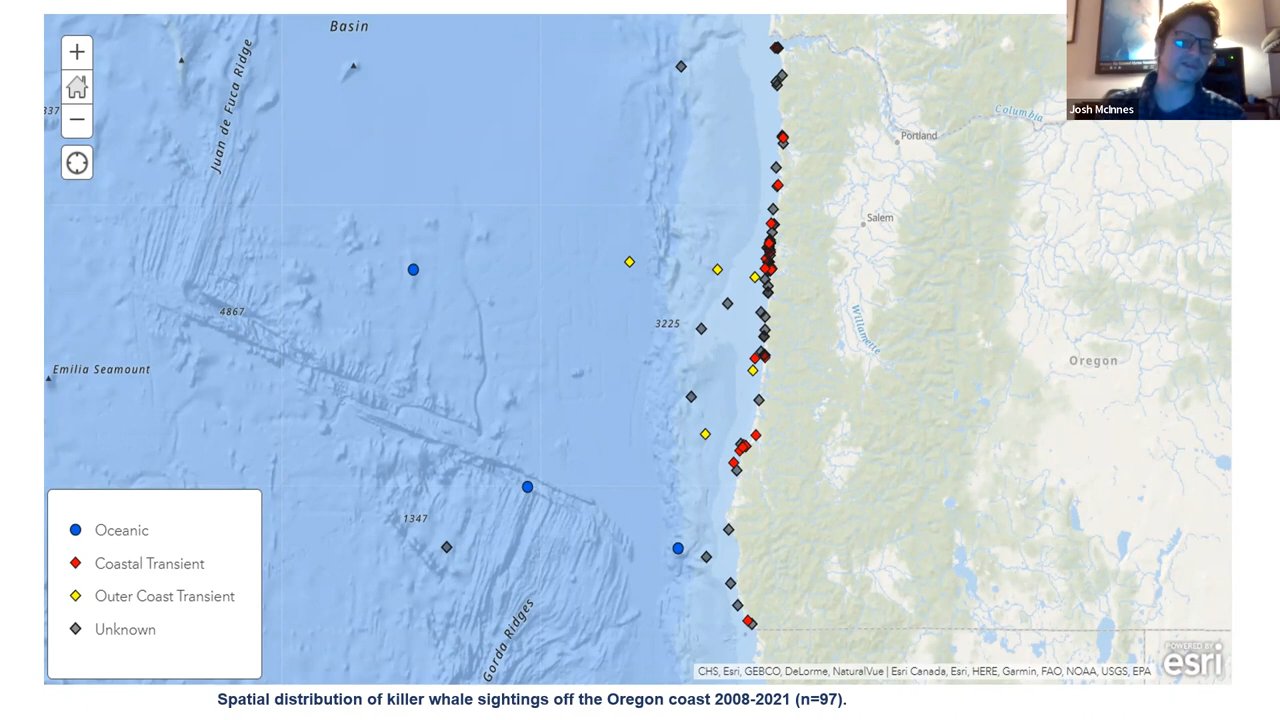 Basin
Juan de Fuca Ridge
337
Josh McInnes
Columbia
Portland
Salem
4867
3225
Willamette
Emilia Seamount
Oregon
1347
Gorda Ridges
Oceanic
Coastal Transient
Outer Coast Transient
Unknown
POWERED BY
esri
CHS, Esri, GEBCO, DeLorme, NaturalVue | Esri Canada, Esri, HERE, Garmin, FAO, NOAA, USGS, EPA
Spatial distribution of killer whale sightings off the Oregon coast 2008-2021 (n=97).